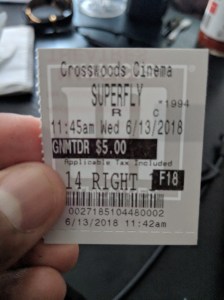 Crosswoods Cinema
SUPERFLY
R C *1994
11:45am Wed 6/13/2018
GNMTDR $5.00
Applicable Tax Included
14 RIGHT F18
0027185104480002
6/13/2018 11:42am